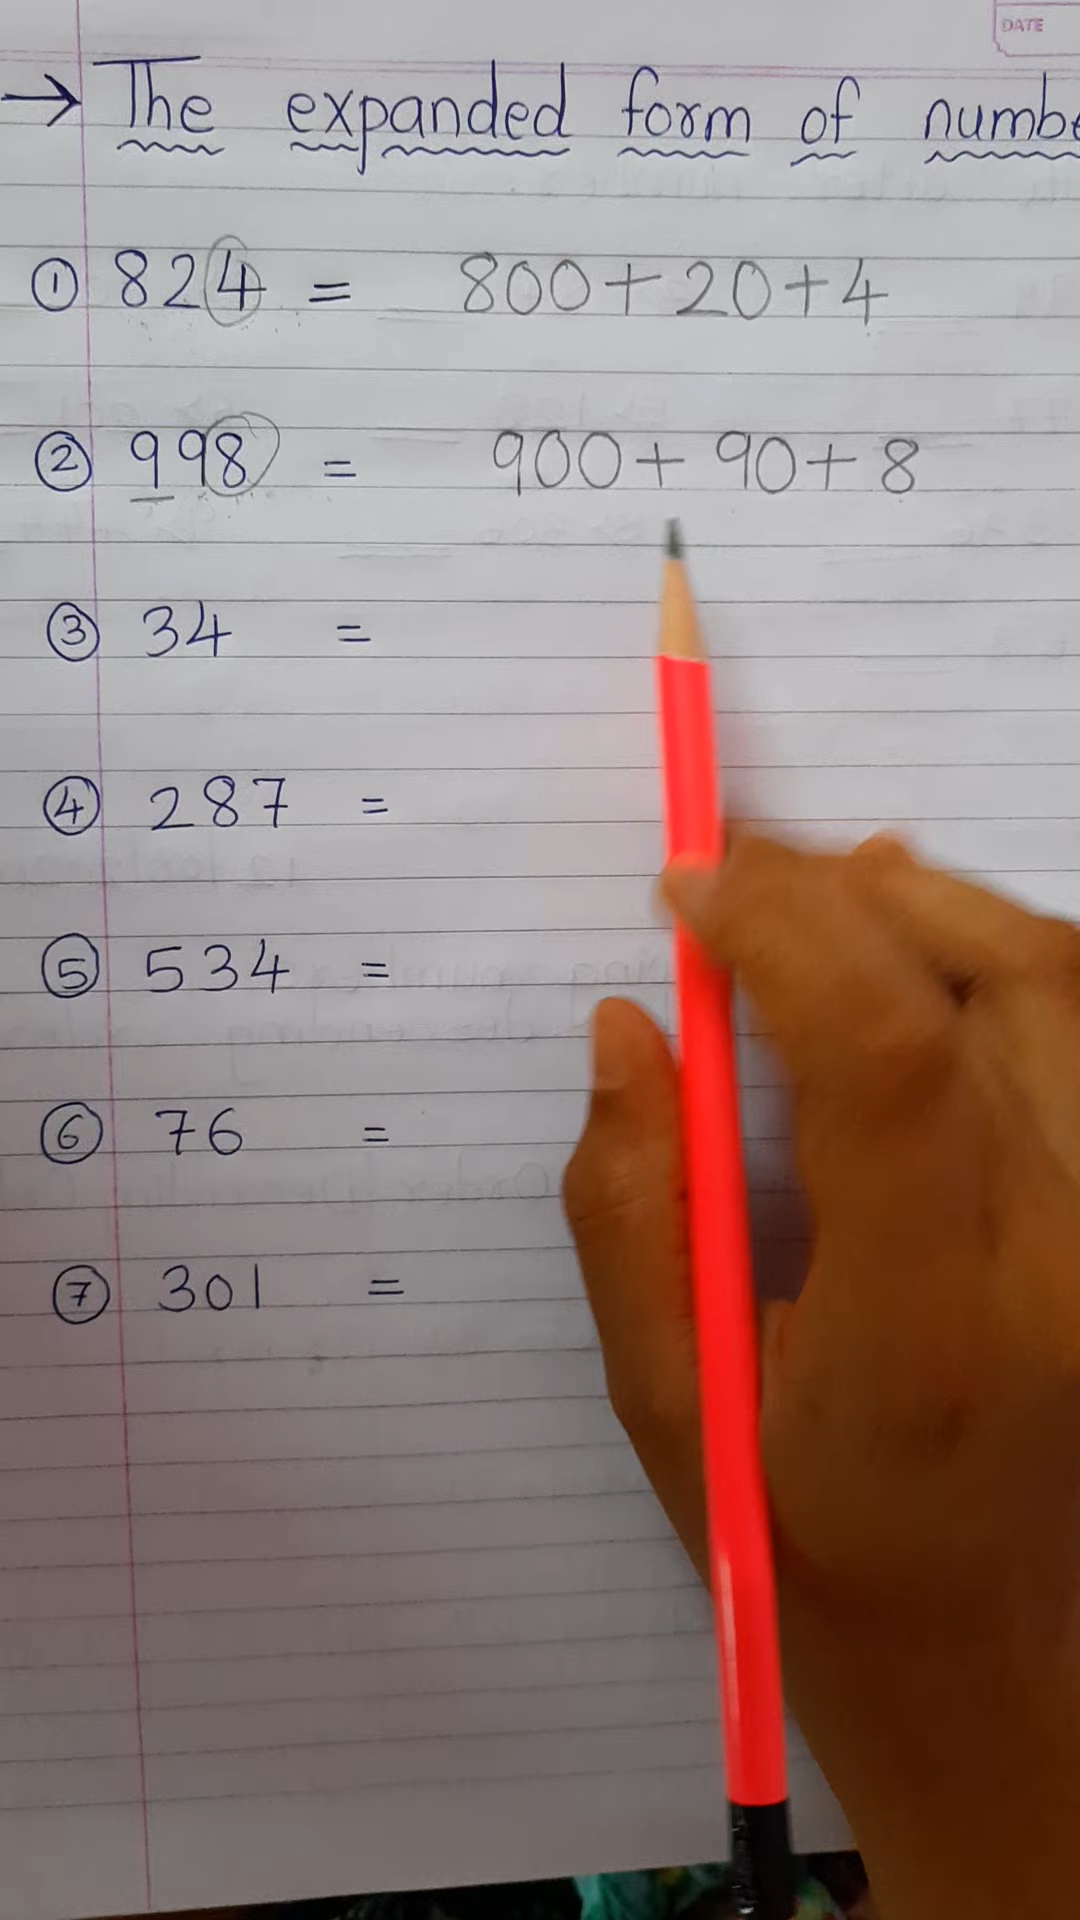 DATE
→ The expanded form of numbe
① 824 = 800+20+4
② 998 = 900+90+8
③ 34 =
④ 287 =
⑤ 534 =
⑥ 76 =
⑦ 301 =